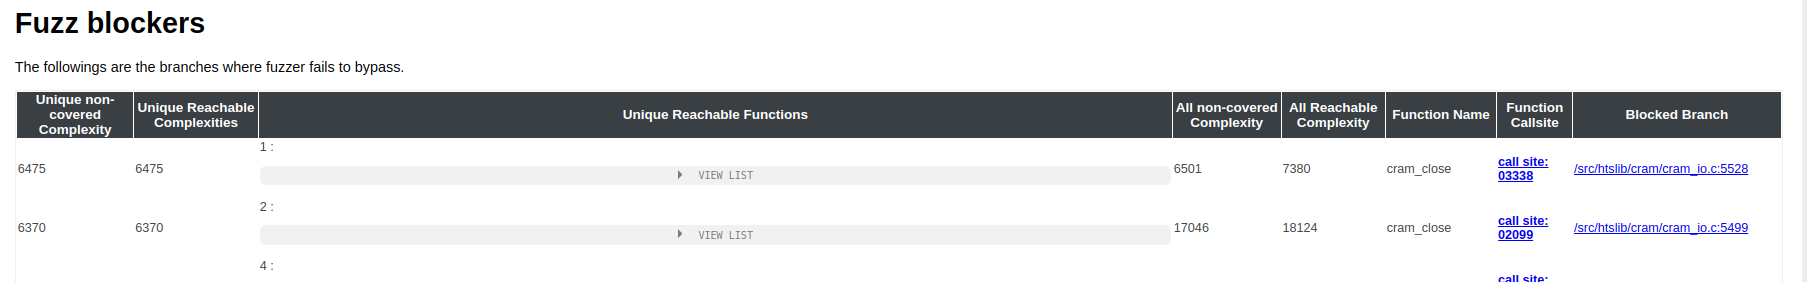 Fuzz blockers
The followings are the branches where fuzzer fails to bypass.
Unique non-
covered
Complexity
Unique Reachable
Complexities
Unique Reachable Functions
All non-covered
Complexity
All Reachable
Complexity
Function Name
Function
Callsite
Blocked Branch
6475
6475
1 :
VIEW LIST
6501
7380
cram_close
call site:
03338
/src/htslib/cram/cram_io.c:5528
6370
6370
2 :
VIEW LIST
17046
18124
cram_close
call site:
02099
/src/htslib/cram/cram_io.c:5499
4 :
call site: